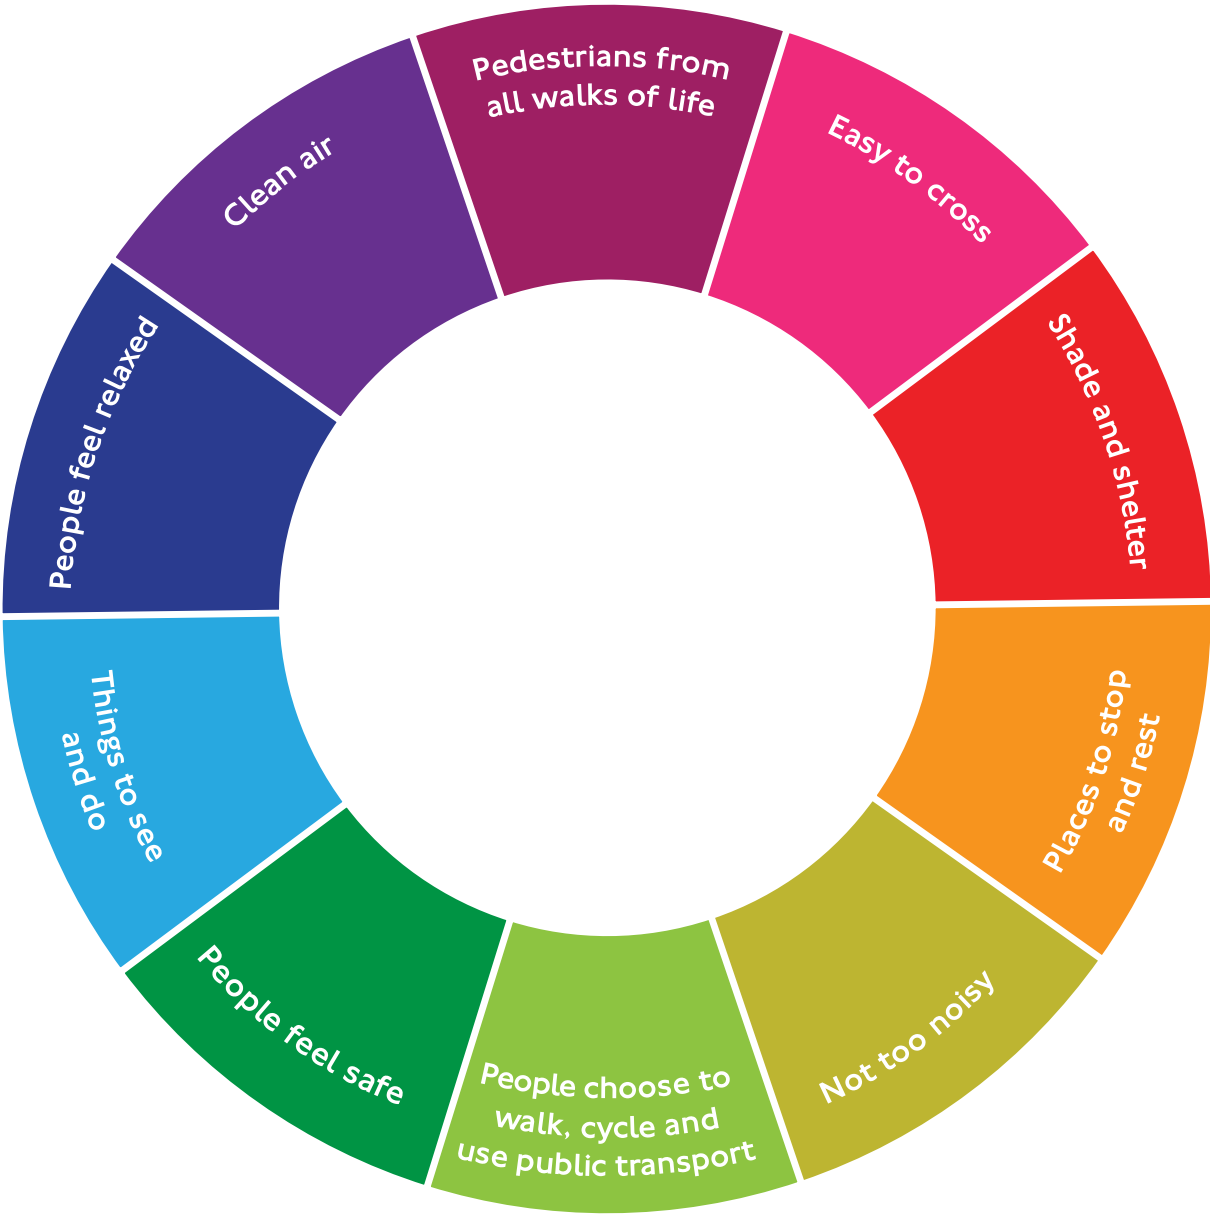 Pedestrians from
all walks of life
Easy to cross
Shade and shelter
Places to stop
and rest
Not too noisy
People choose to
walk, cycle and
use public transport
People feel safe
Things to see
and do
People feel relaxed
Clean air